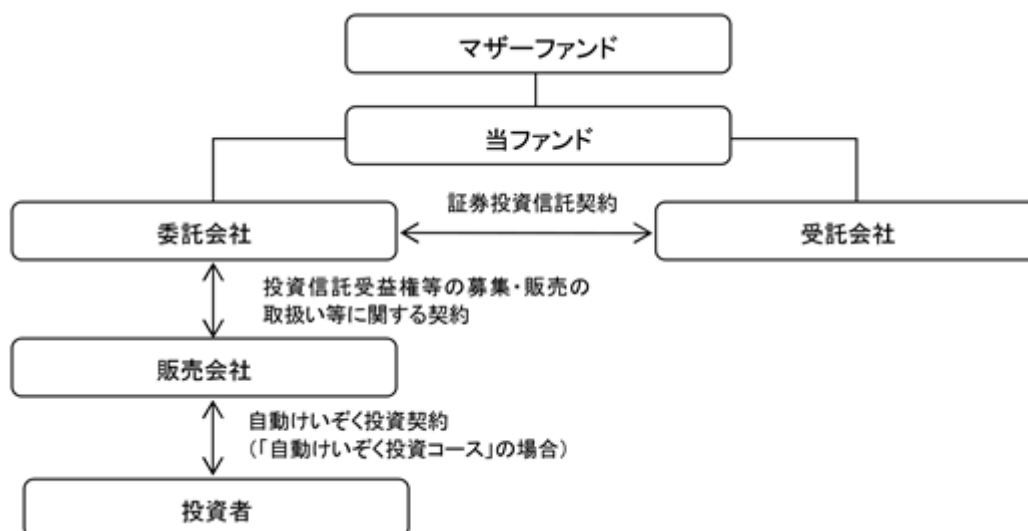 マザーファンド
当ファンド
証券投資信託契約
委託会社
受託会社
投資信託受益権等の募集・販売の
取扱い等に関する契約
販売会社
自動けいぞく投資契約
(「自動けいぞく投資コース」の場合)
投資者